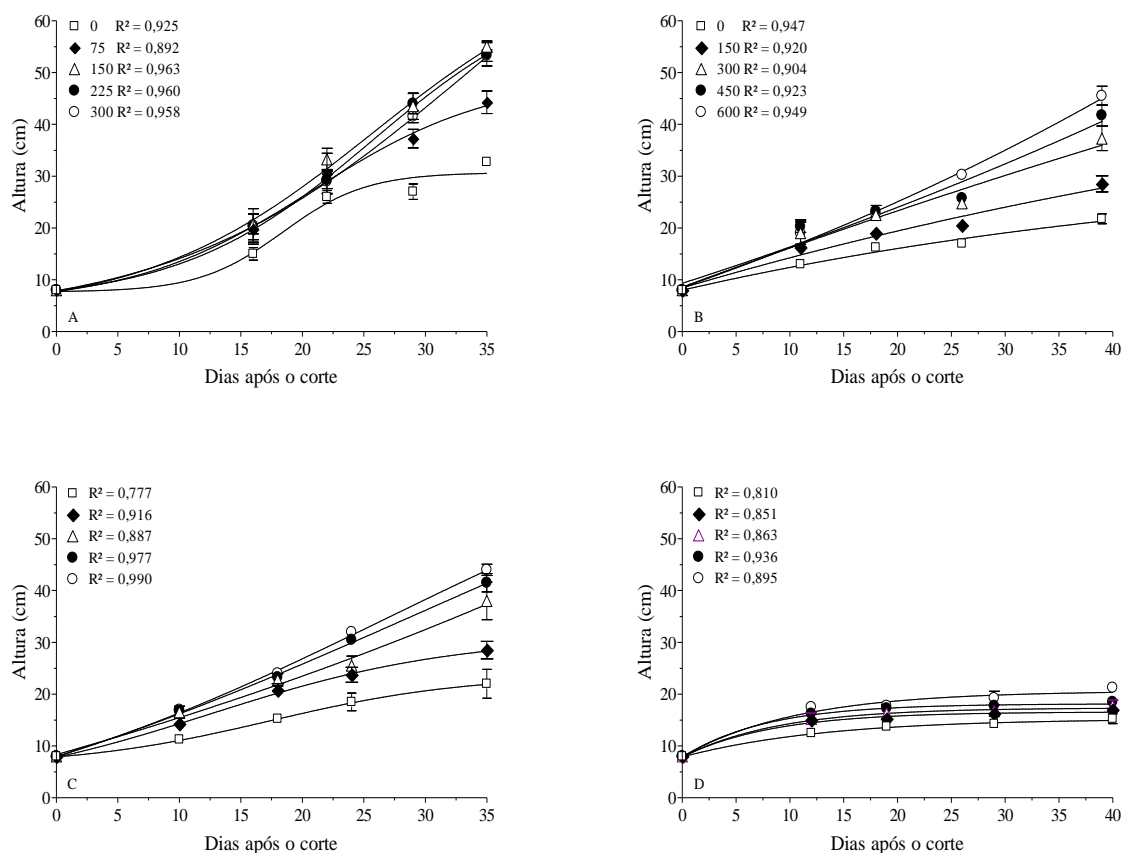 60
50
40
30
20
10
0
Altura (cm)
0 R² = 0,925
75 R² = 0,892
150 R² = 0,963
225 R² = 0,960
300 R² = 0,958
A
0 5 10 15 20 25 30 35
Dias após o corte
60
50
40
30
20
10
0
Altura (cm)
0 R² = 0,947
150 R² = 0,920
300 R² = 0,904
450 R² = 0,923
600 R² = 0,949
B
0 5 10 15 20 25 30 35 40
Dias após o corte
60
50
40
30
20
10
0
Altura (cm)
R² = 0,777
R² = 0,916
R² = 0,887
R² = 0,977
R² = 0,990
C
0 5 10 15 20 25 30 35
Dias após o corte
60
50
40
30
20
10
0
Altura (cm)
R² = 0,810
R² = 0,851
R² = 0,863
R² = 0,936
R² = 0,895
D
0 5 10 15 20 25 30 35 40
Dias após o corte